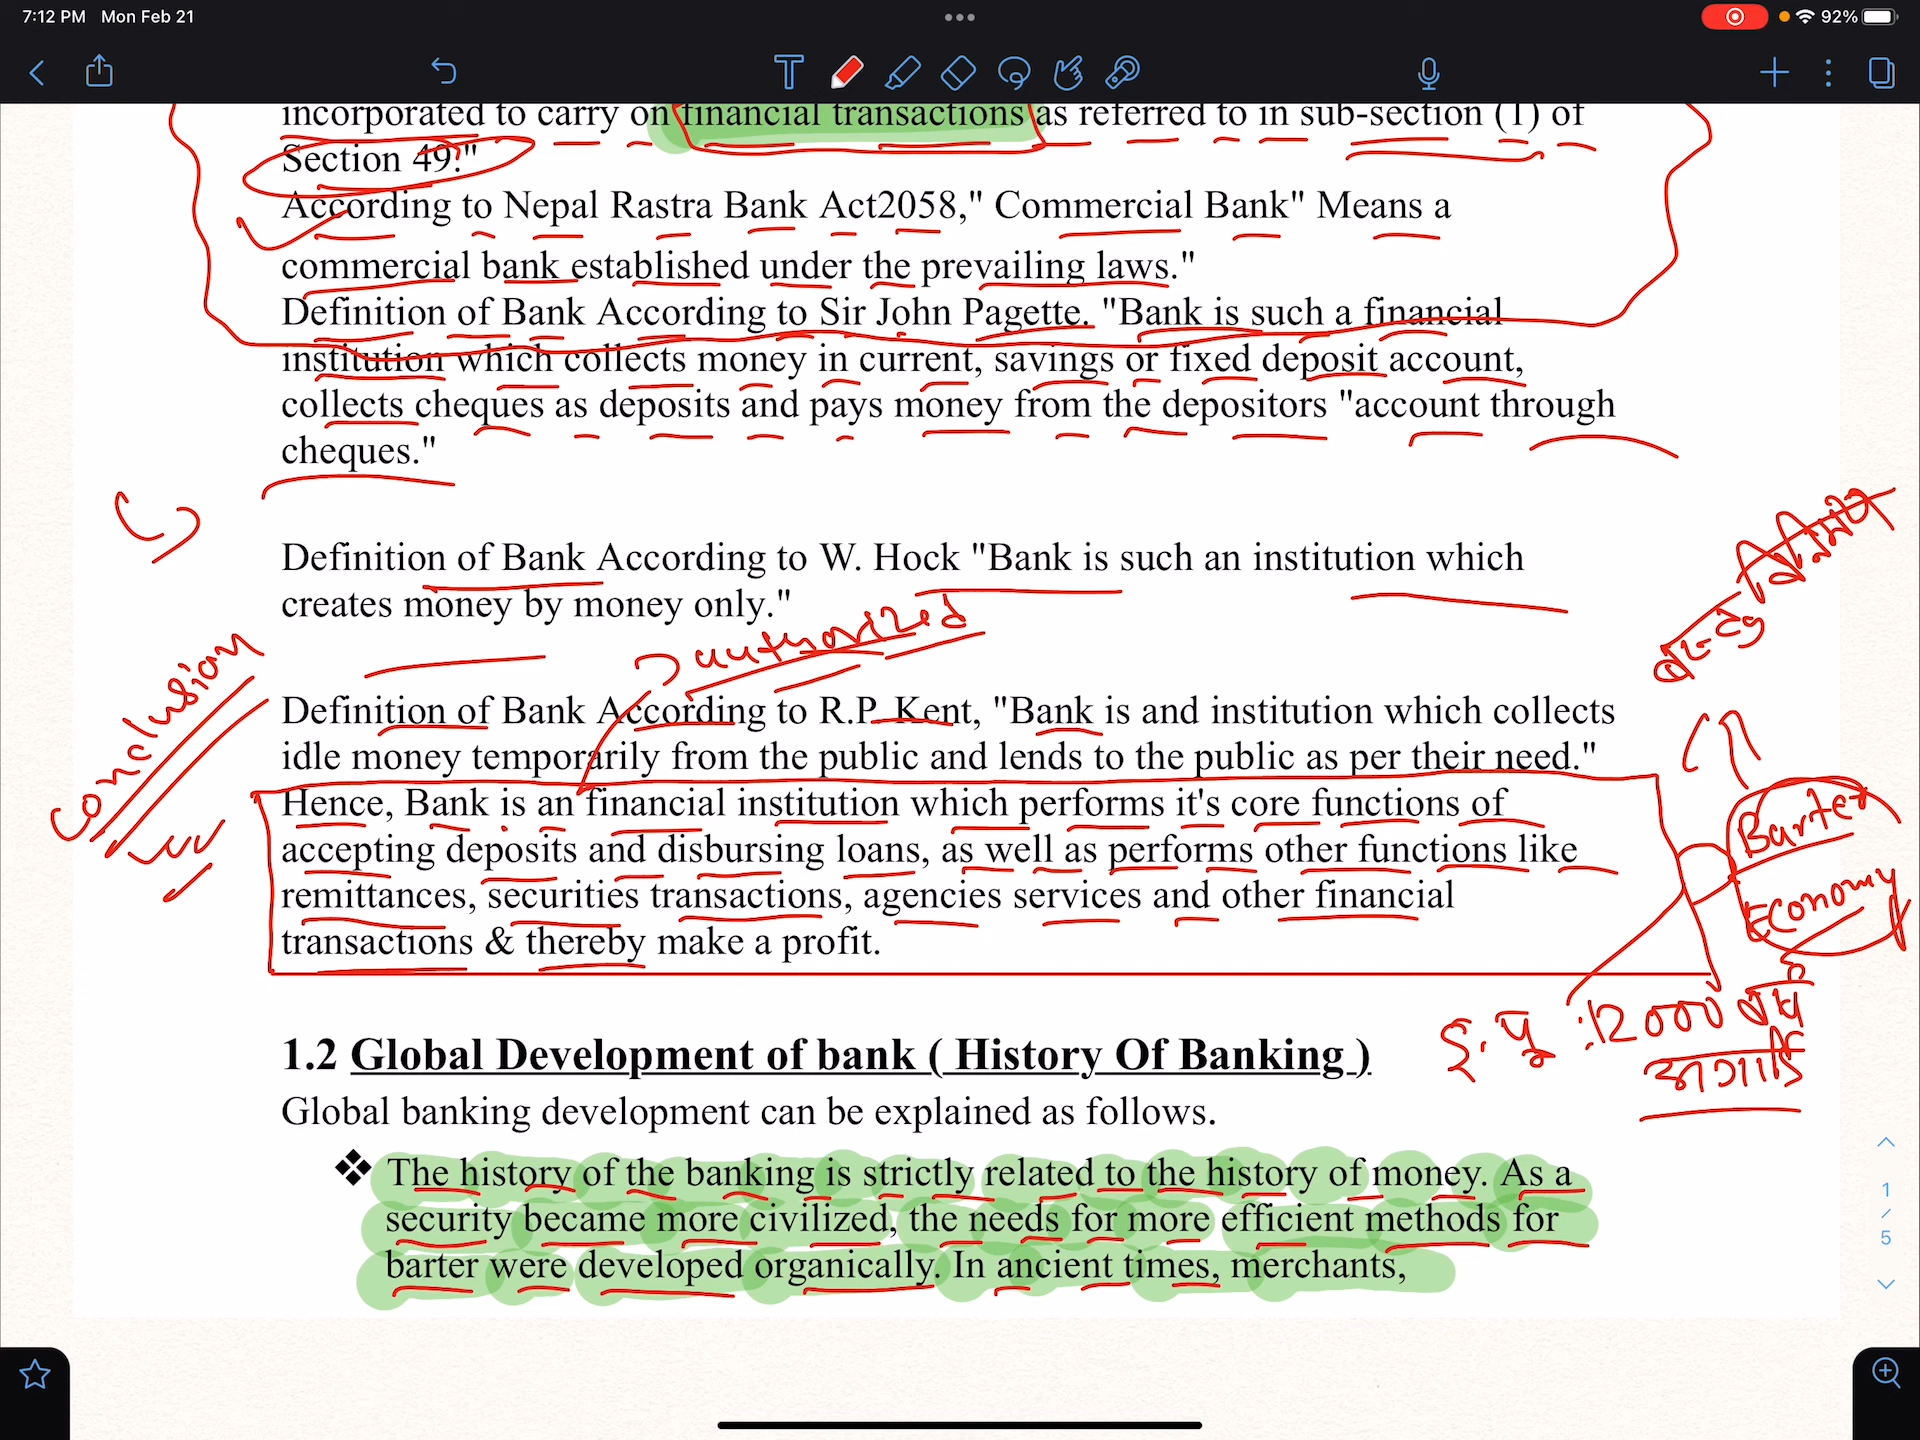 7:12 PM Mon Feb 21
92%
incorporated to carry on financial transactions as referred to in sub-section (1) of
Section 49."
According to Nepal Rastra Bank Act2058," Commercial Bank" Means a
commercial bank established under the prevailing laws."
Definition of Bank According to Sir John Pagette. "Bank is such a financial
institution which collects money in current, savings or fixed deposit account,
collects cheques as deposits and pays money from the depositors "account through
cheques."
Definition of Bank According to W. Hock "Bank is such an institution which
creates money by money only."
authorized
conclusion
Definition of Bank According to R.P. Kent, "Bank is and institution which collects
idle money temporarily from the public and lends to the public as per their need."
Hence, Bank is an financial institution which performs it's core functions of
accepting deposits and disbursing loans, as well as performs other functions like
remittances, securities transactions, agencies services and other financial
transactions & thereby make a profit.
Barter
Economy
ई.पु :12000 वर्ष
अगाडि
1.2 Global Development of bank ( History Of Banking )
Global banking development can be explained as follows.
❖ The history of the banking is strictly related to the history of money. As a
security became more civilized, the needs for more efficient methods for
barter were developed organically. In ancient times, merchants,
1
/
5